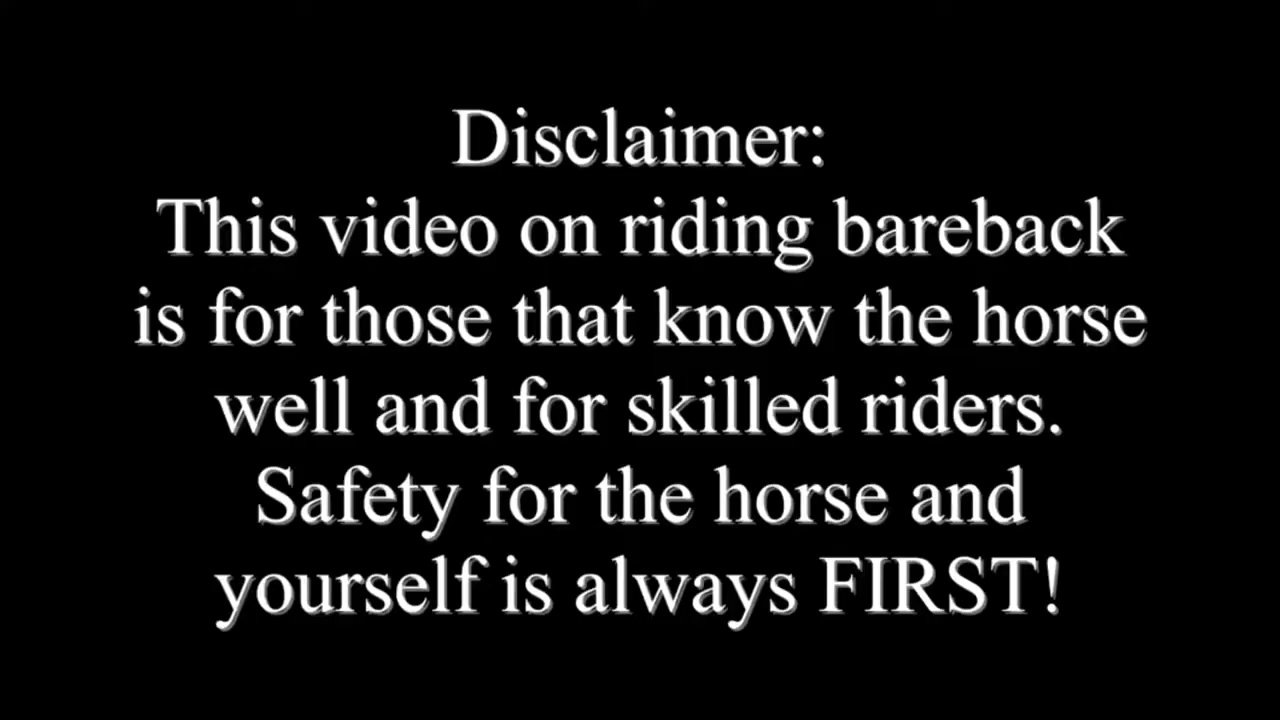 Disclaimer:
This video on riding bareback
is for those that know the horse
well and for skilled riders.
Safety for the horse and
yourself is always FIRST!